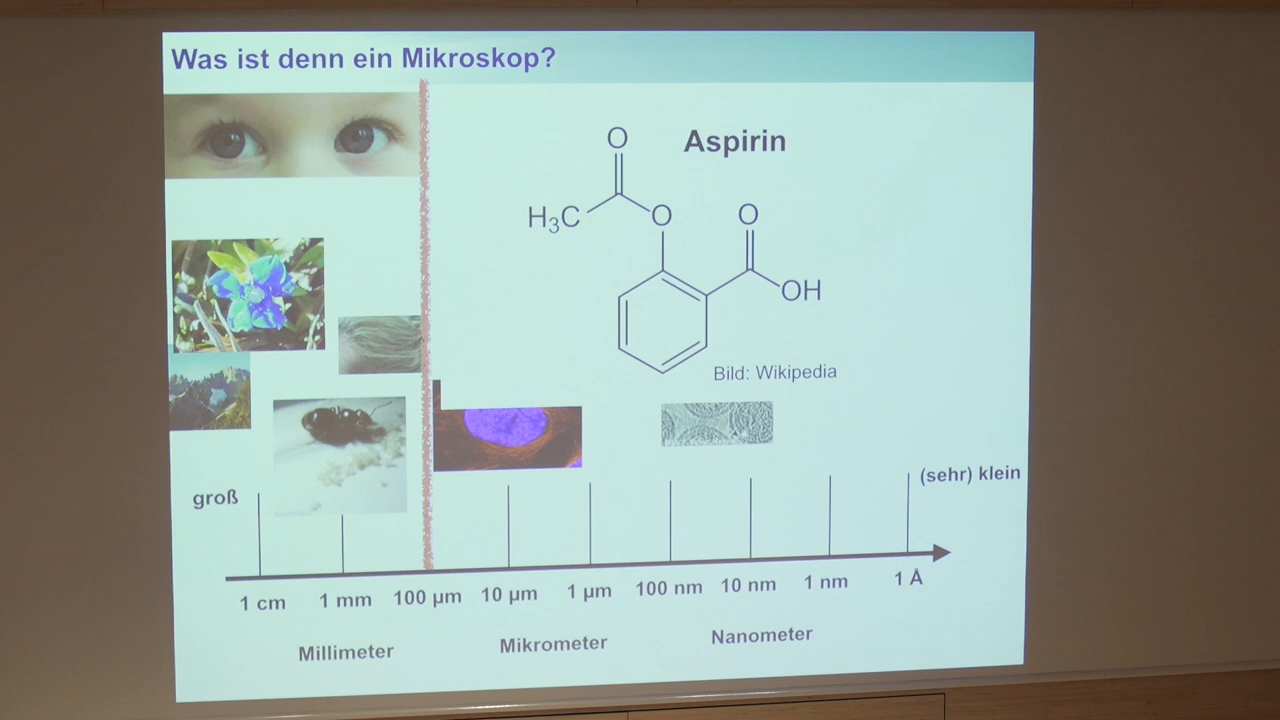 Was ist denn ein Mikroskop?
Aspirin
O
H₃C
O
O
OH
Bild: Wikipedia
groß
(sehr) klein
1 cm
1 mm
100 µm
10 µm
1 µm
100 nm
10 nm
1 nm
1 Å
Millimeter
Mikrometer
Nanometer